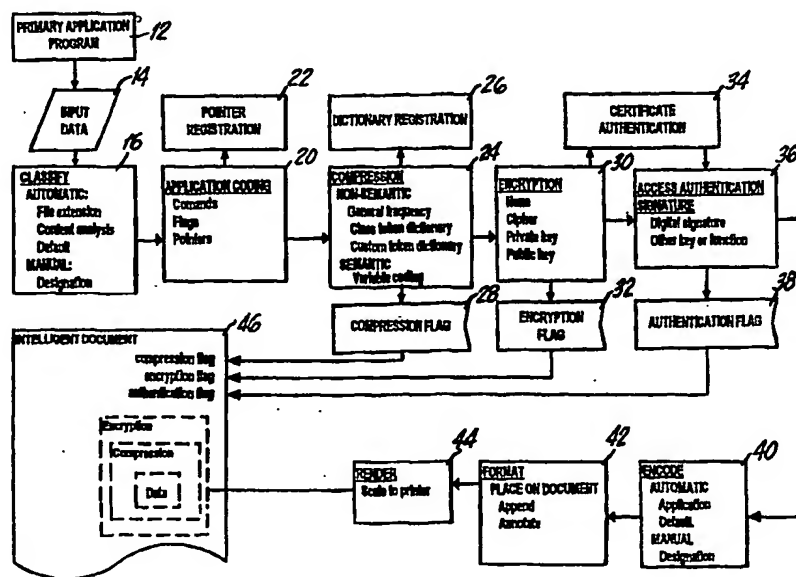 PRIMARY APPLICATION
PROGRAM
12
14
INPUT
DATA
22
POINTER
REGISTRATION
26
DICTIONARY REGISTRATION
34
CERTIFICATE
AUTHENTICATION
16
CLASSIFY
AUTOMATIC:
File extension
Content analysis
Default
MANUAL:
Designation
20
APPLICATION CODING
Comands
Flags
Pointers
24
COMPRESSION
NON-SEMANTIC
General frequency
Class token dictionary
Custom token dictionary
SEMANTIC
Variable coding
30
ENCRYPTION
None
Cipher
Private key
Public key
36
ACCESS AUTHENTICATION
SIGNATURE
Digital signature
Other key or function
28
COMPRESSION FLAG
32
ENCRYPTION
FLAG
38
AUTHENTICATION FLAG
46
INTELLIGENT DOCUMENT
compression flag
encryption flag
authentication flag
Encryption
Compression
Data
44
RENDER
Scale to printer
42
FORMAT
PLACE ON DOCUMENT
Append
Annotate
40
ENCODE
AUTOMATIC
Application
Default
MANUAL
Designation